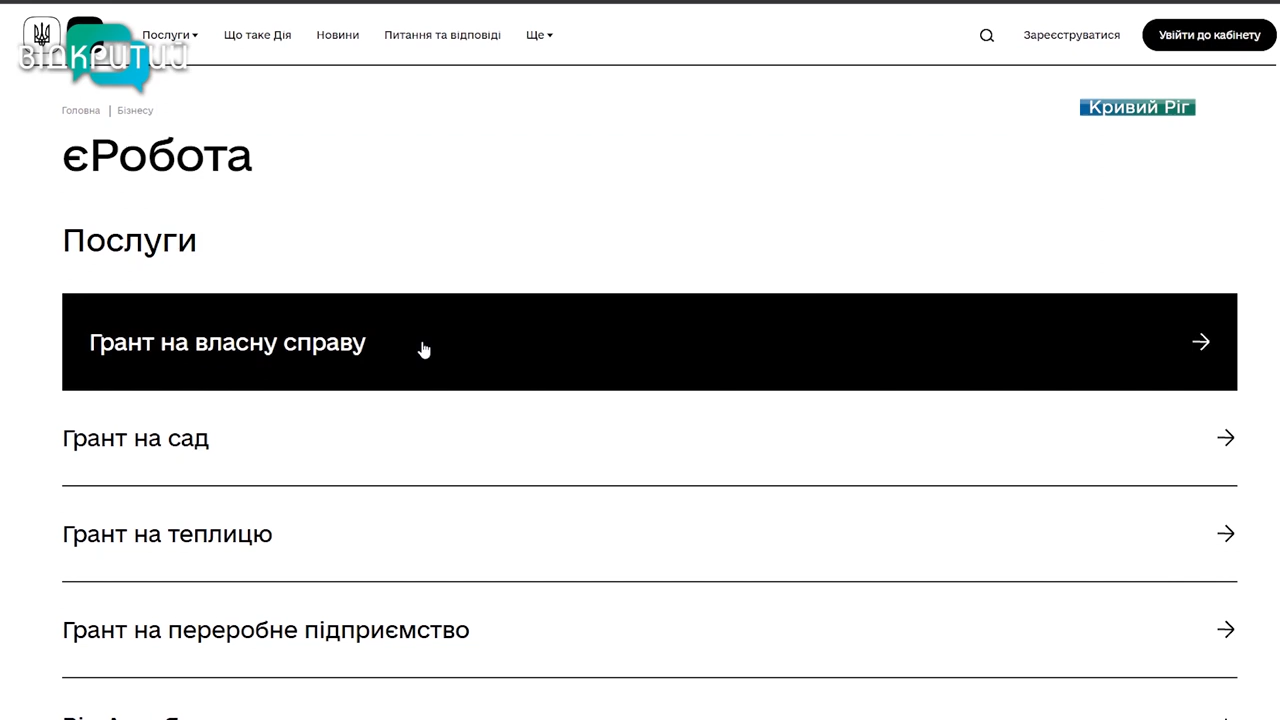 Послуги
Що таке Дія
Новини
Питання та відповіді
Ще
Зареєструватися
Увійти до кабінету
ВІДКРИТИЙ
Головна | Бізнесу
Кривий Ріг
єРобота
Послуги
Грант на власну справу
Грант на сад
Грант на теплицю
Грант на переробне підприємство